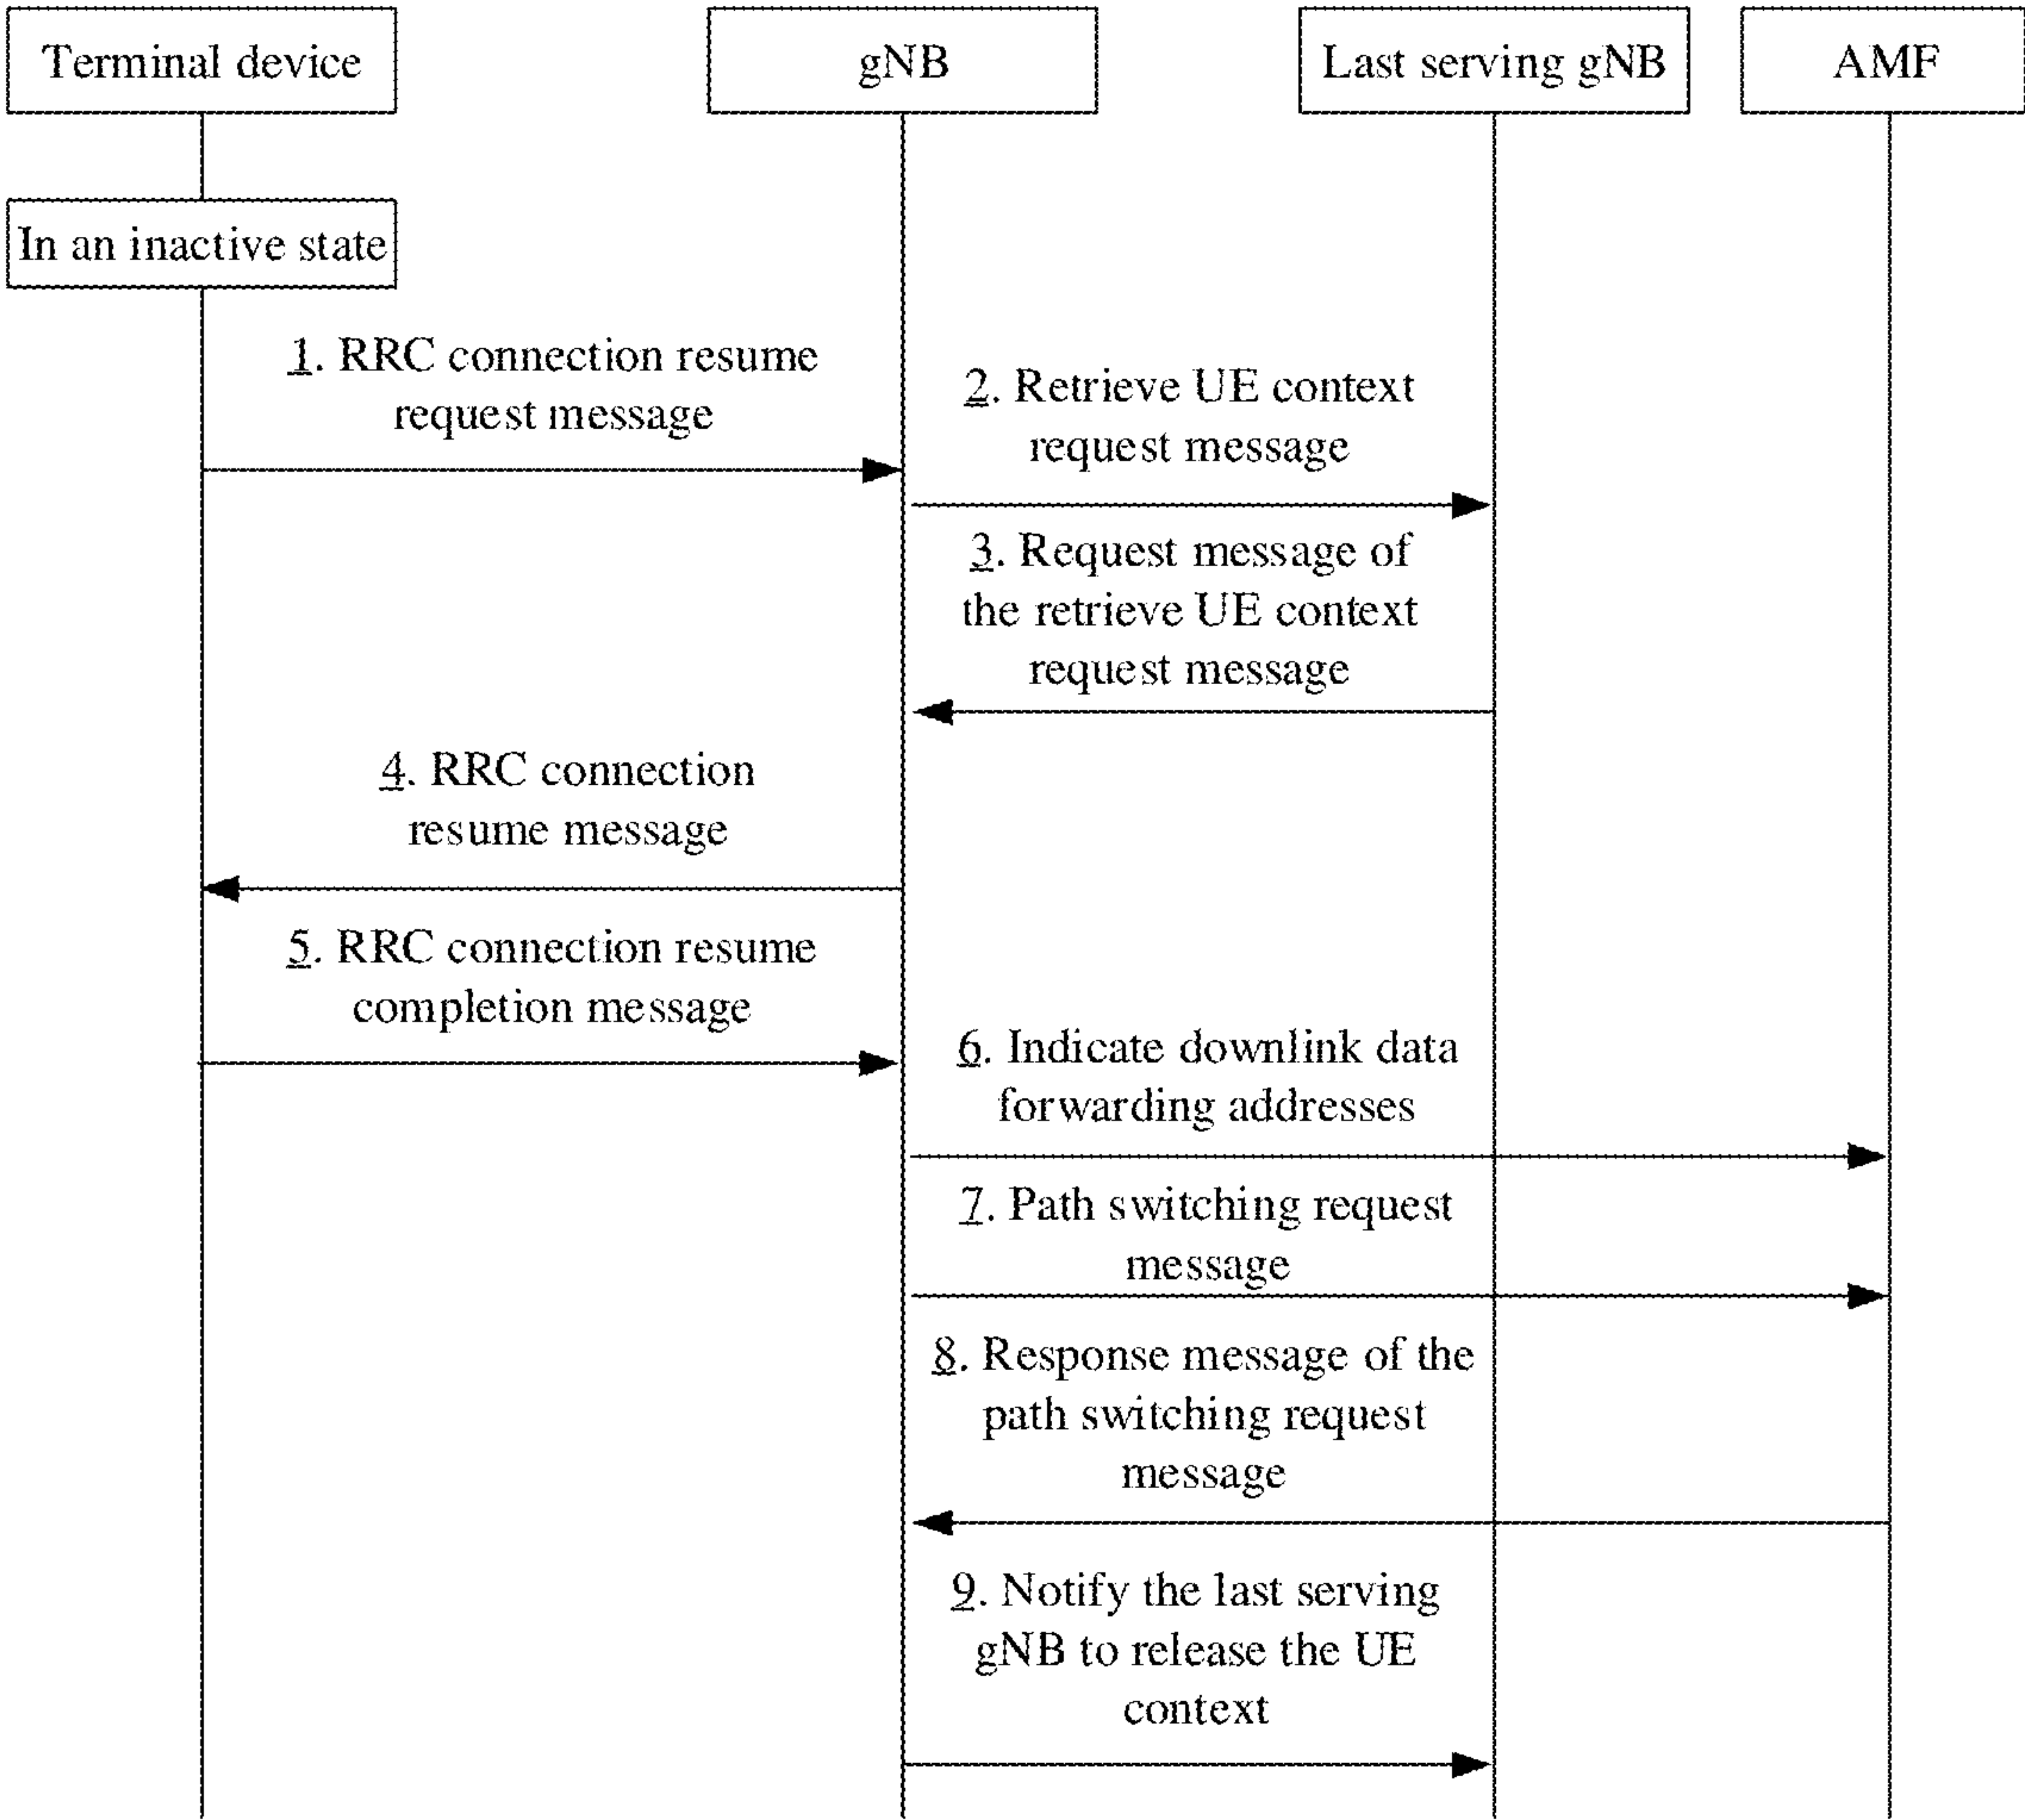 Terminal device
gNB
Last serving gNB
AMF
In an inactive state
1. RRC connection resume
request message
2. Retrieve UE context
request message
3. Request message of
the retrieve UE context
request message
4. RRC connection
resume message
5. RRC connection resume
completion message
6. Indicate downlink data
forwarding addresses
7. Path switching request
message
8. Response message of the
path switching request
message
9. Notify the last serving
gNB to release the UE
context